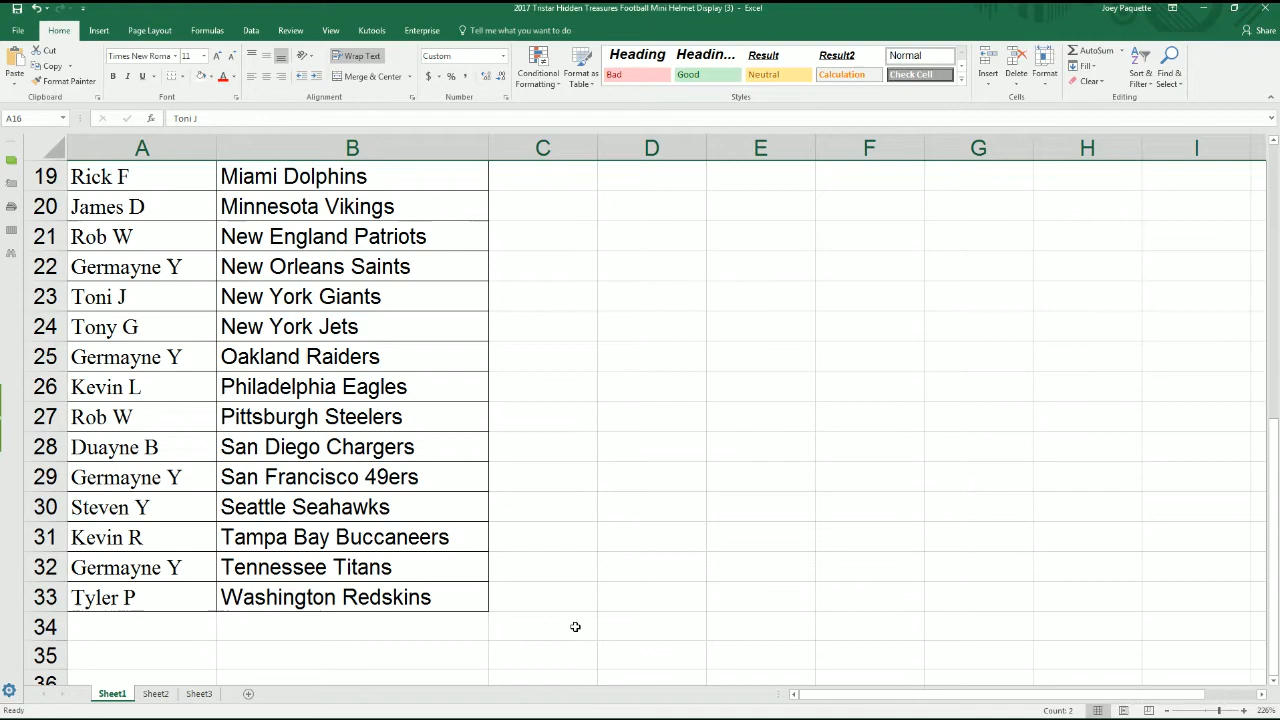 2017 Tristar Hidden Treasures Football Mini Helmet Display (3) - Excel
Joey Paquette
File Home Insert Page Layout Formulas Data Review View Kutools Enterprise Tell me what you want to do
Share
Paste
Cut
Copy
Format Painter
Clipboard
Times New Roma 11
B I U
Font
Wrap Text
Merge & Center
Alignment
Custom
$ % ,
Number
Conditional Formatting
Format as Table
Heading Headin... Result Result2 Normal
Bad Good Neutral Calculation Check Cell
Styles
Insert Delete Format
Cells
AutoSum
Fill
Clear
Sort & Filter
Find & Select
Editing
A16 Toni J
A B C D E F G H I
19 Rick F Miami Dolphins
20 James D Minnesota Vikings
21 Rob W New England Patriots
22 Germayne Y New Orleans Saints
23 Toni J New York Giants
24 Tony G New York Jets
25 Germayne Y Oakland Raiders
26 Kevin L Philadelphia Eagles
27 Rob W Pittsburgh Steelers
28 Duayne B San Diego Chargers
29 Germayne Y San Francisco 49ers
30 Steven Y Seattle Seahawks
31 Kevin R Tampa Bay Buccaneers
32 Germayne Y Tennessee Titans
33 Tyler P Washington Redskins
34
35
36
Sheet1 Sheet2 Sheet3
Ready
Count: 2
226%